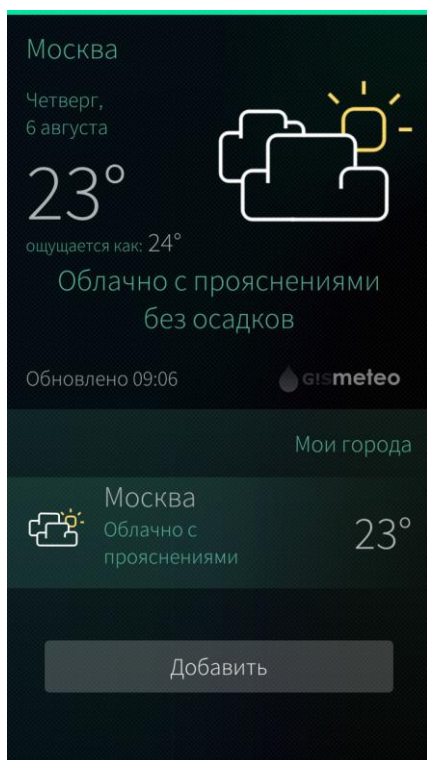 Москва
Четверг,
6 августа
23°
ощущается как: 24°
Облачно с прояснениями
без осадков
Обновлено 09:06
GISmeteo
Мои города
Москва
Облачно с
прояснениями
23°
Добавить